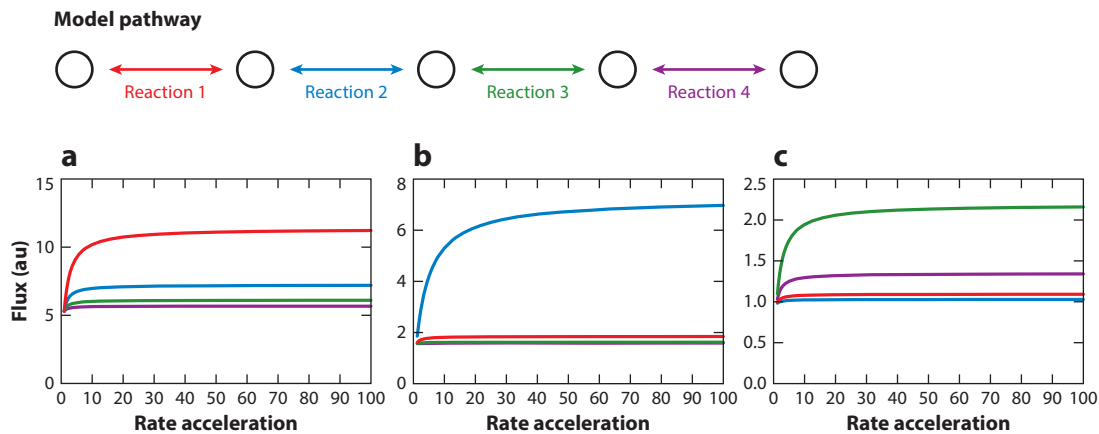 Model pathway
Reaction 1 Reaction 2 Reaction 3 Reaction 4
a b c
Flux (au)
15
10
5
0
0 10 20 30 40 50 60 70 80 90 100
Rate acceleration
8
6
4
2
0
0 10 20 30 40 50 60 70 80 90 100
Rate acceleration
2.5
2.0
1.5
1.0
0.5
0.0
0 10 20 30 40 50 60 70 80 90 100
Rate acceleration